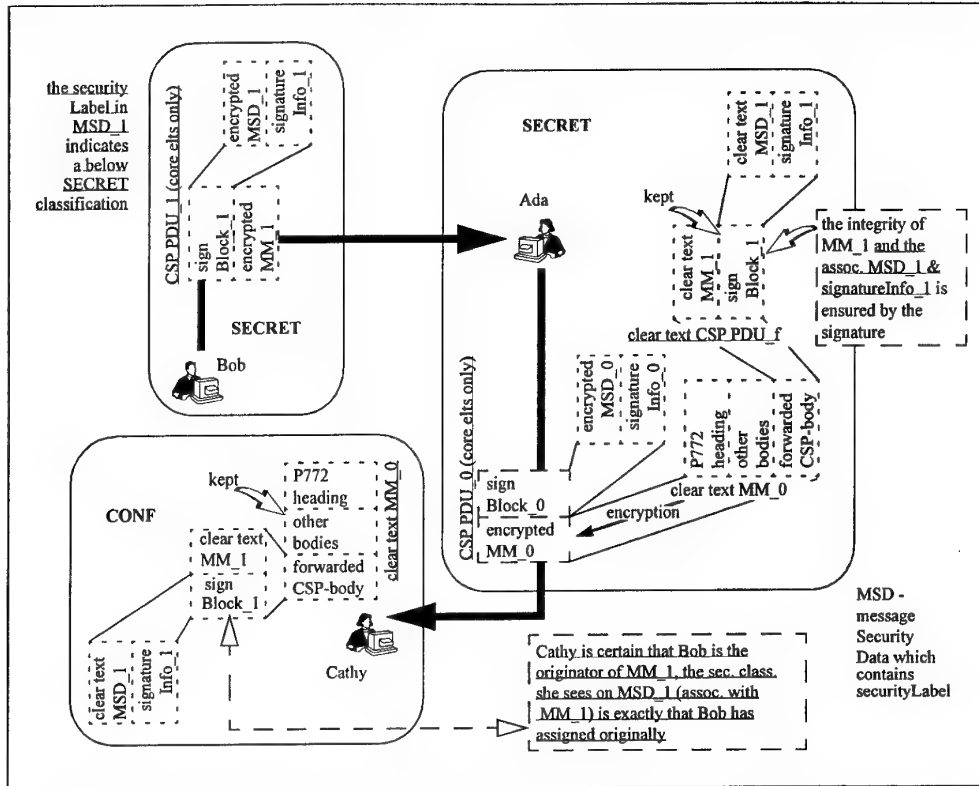 the security
Label.in
MSD_1
indicates
a below
SECRET
classification
CSP PDU_1 (core elts only)
encrypted
MSD_1
signature
Info_1
sign
Block_1
encrypted
MM_1
SECRET
Bob
SECRET
Ada
clear text
MSD_1
signature
Info_1
kept
clear text
MM_1
sign
Block_1
the integrity of
MM_1 and the
assoc. MSD_1 &
signatureInfo_1 is
ensured by the
signature
clear text CSP PDU_f
encrypted
MSD_0
signature
Info_0
P772
heading
other
bodies
forwarded
CSP-body
clear text MM_0
encryption
CSP PDU_0 (core elts only)
sign
Block_0
encrypted
MM_0
CONF
kept
P772
heading
other
bodies
forwarded
CSP-body
clear text MM_0
clear text
MM_1
sign
Block_1
clear text
MSD_1
signature
Info_1
Cathy
Cathy is certain that Bob is the
originator of MM_1, the sec. class.
she sees on MSD_1 (assoc. with
MM_1) is exactly that Bob has
assigned originally
MSD -
message
Security
Data which
contains
securityLabel